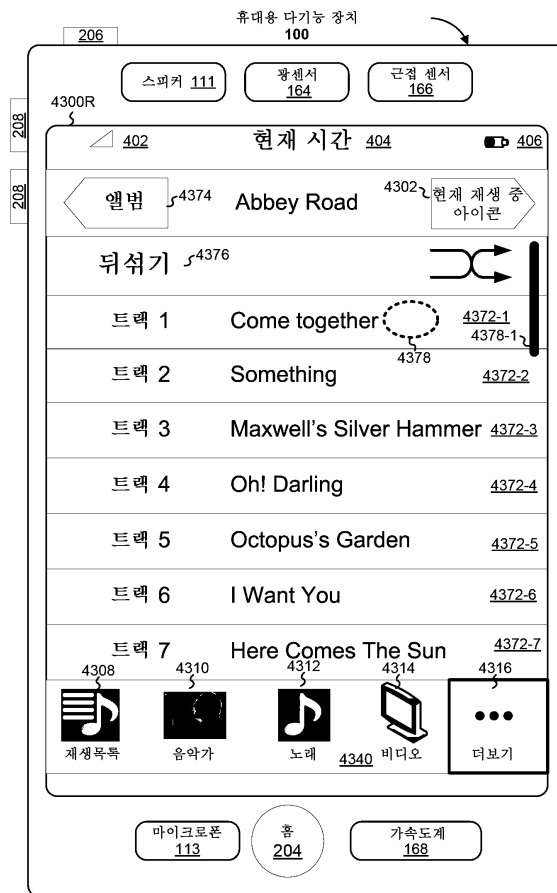 휴대용 다기능 장치
100
206
스피커 111
광센서
164
근접 센서
166
208
208
4300R
402
현재 시간 404
406
앨범
4374
Abbey Road
4302
현재 재생 중
아이콘
뒤섞기
4376
트랙 1 Come together 4372-1
4378-1
4378
트랙 2 Something 4372-2
트랙 3 Maxwell's Silver Hammer 4372-3
트랙 4 Oh! Darling 4372-4
트랙 5 Octopus's Garden 4372-5
트랙 6 I Want You 4372-6
트랙 7 Here Comes The Sun 4372-7
4308 4310 4312 4314 4316
재생목록 음악가 노래 4340 비디오 더보기
마이크로폰
113
홈
204
가속도계
168